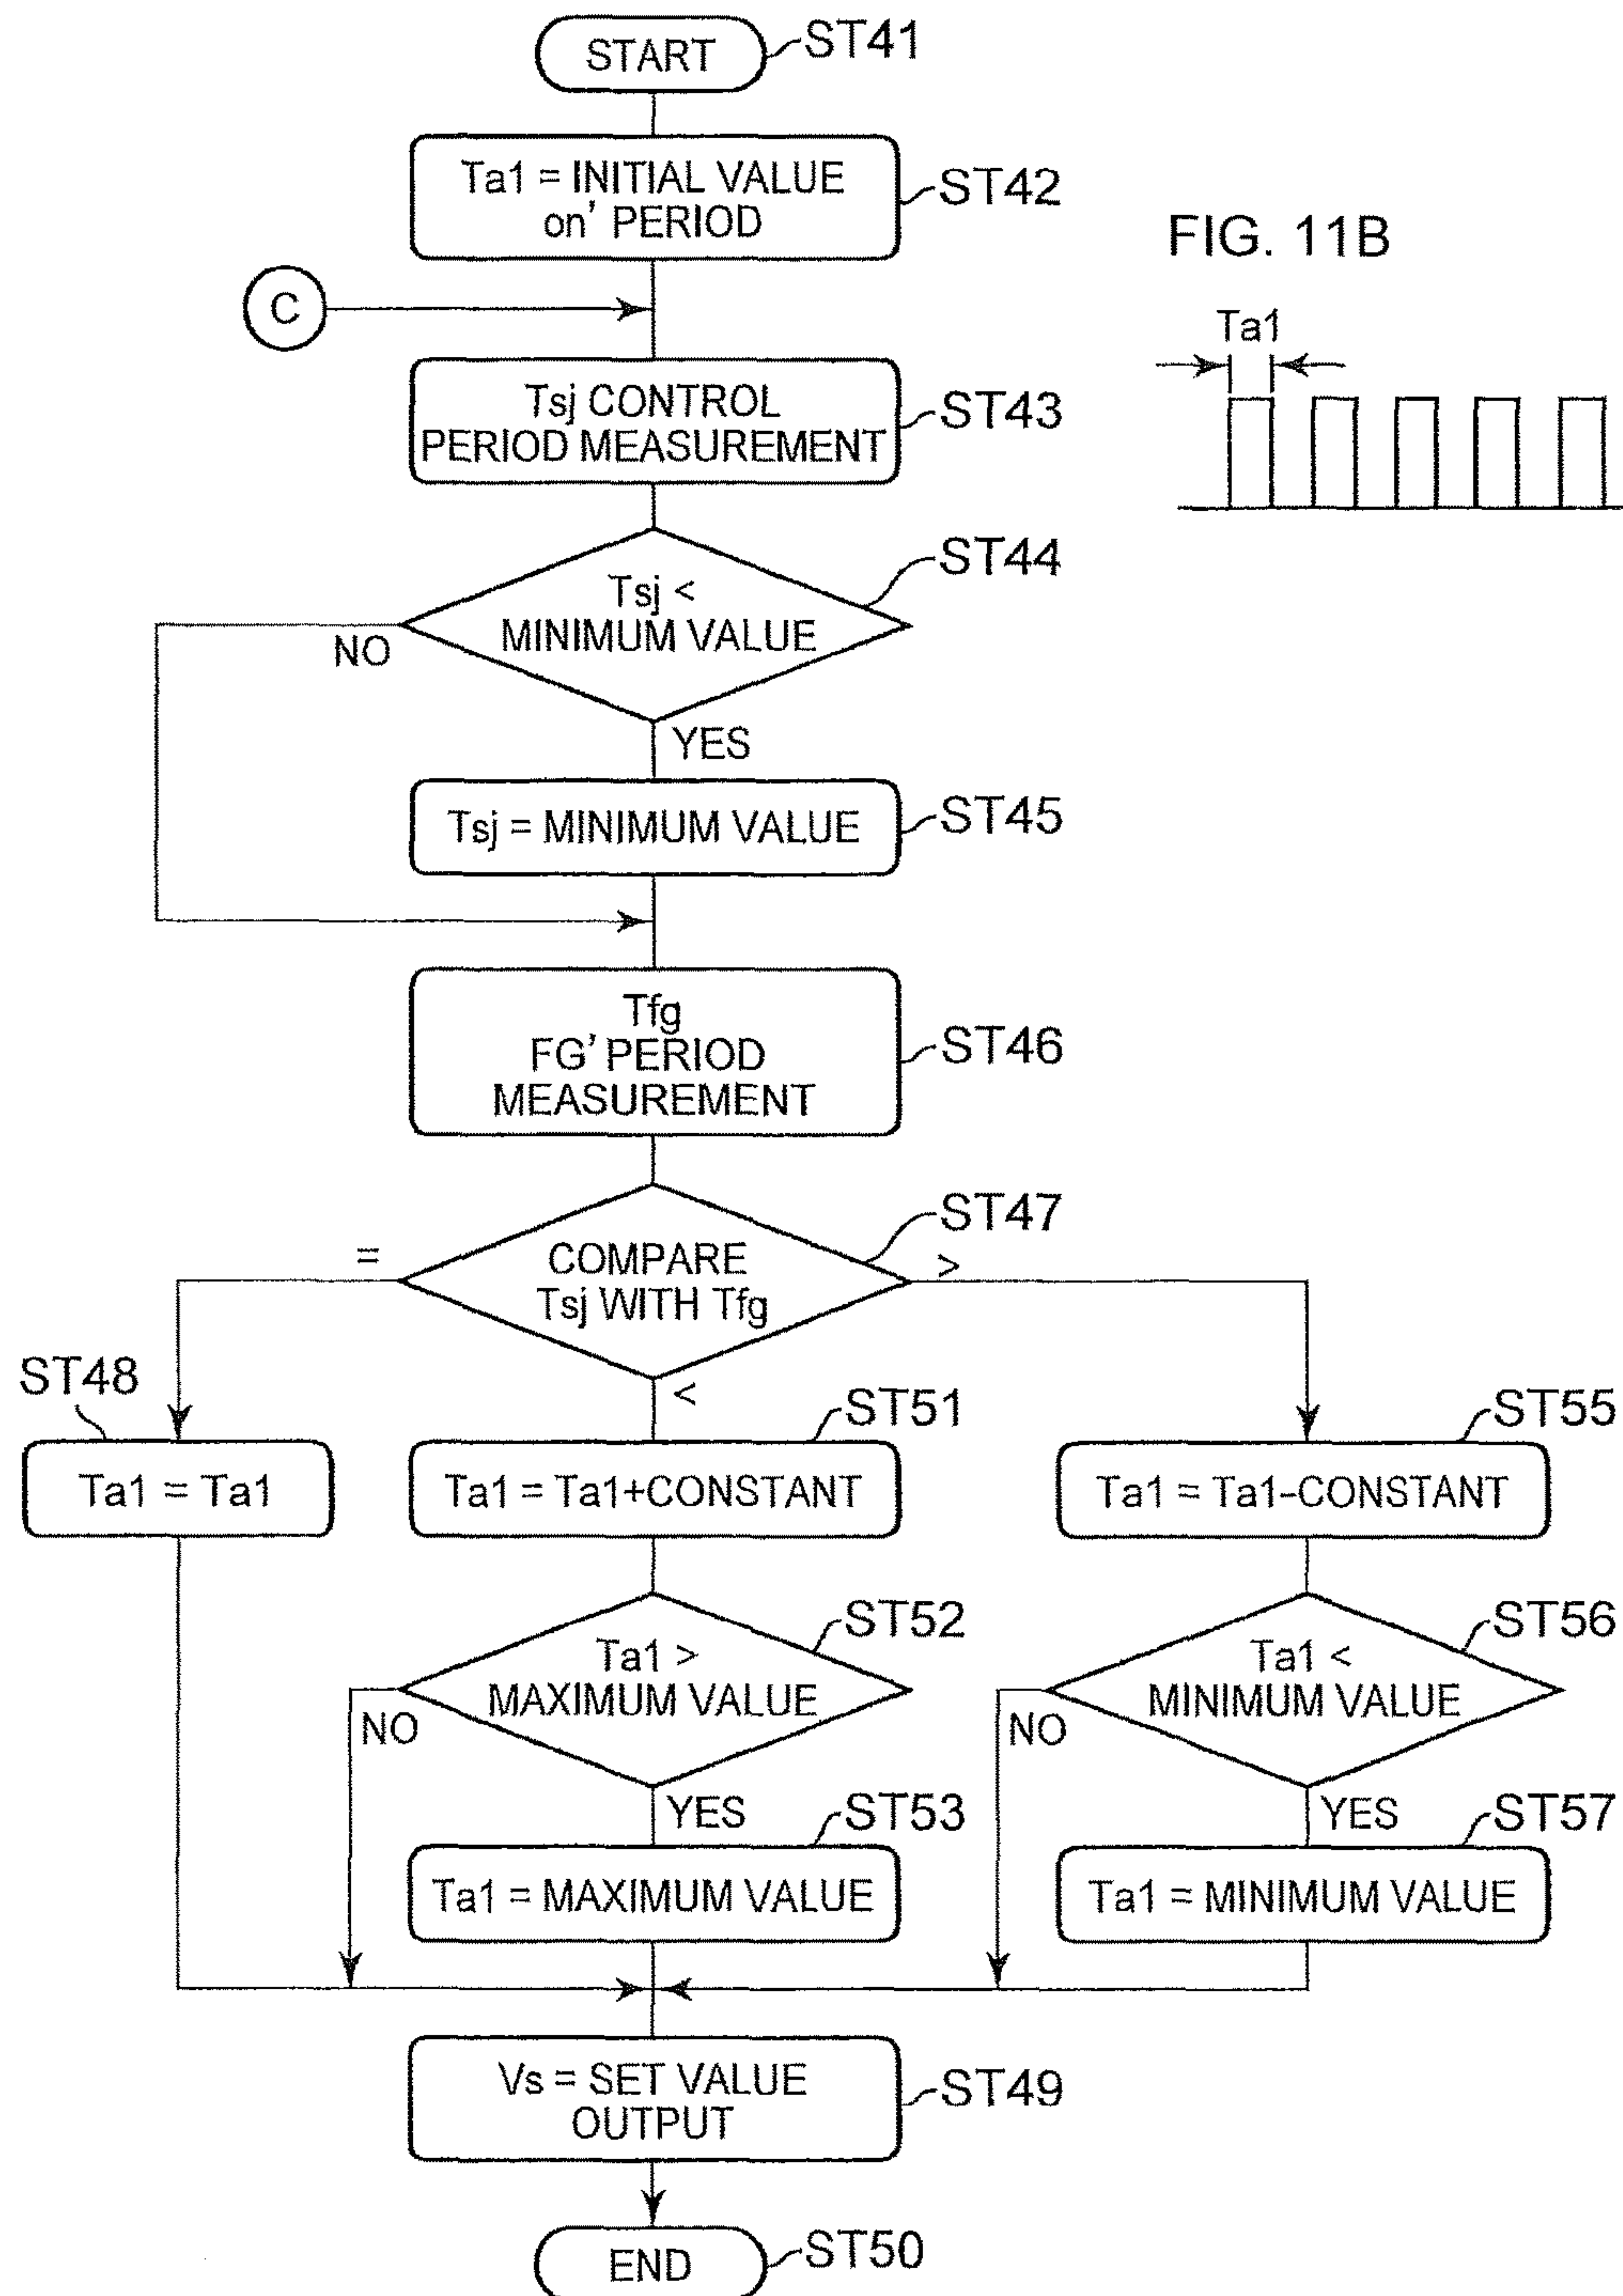 START
ST41
Ta1 = INITIAL VALUE
on' PERIOD
ST42
FIG. 11B
C
Ta1
Tsj CONTROL
PERIOD MEASUREMENT
ST43
Tsj <
MINIMUM VALUE
ST44
NO
YES
Tsj = MINIMUM VALUE
ST45
Tfg
FG' PERIOD
MEASUREMENT
ST46
COMPARE
Tsj WITH Tfg
ST47
=
>
<
ST48
Ta1 = Ta1
ST51
Ta1 = Ta1+CONSTANT
ST55
Ta1 = Ta1-CONSTANT
ST52
Ta1 >
MAXIMUM VALUE
NO
YES
ST56
Ta1 <
MINIMUM VALUE
NO
YES
ST53
Ta1 = MAXIMUM VALUE
ST57
Ta1 = MINIMUM VALUE
Vs = SET VALUE
OUTPUT
ST49
END
ST50